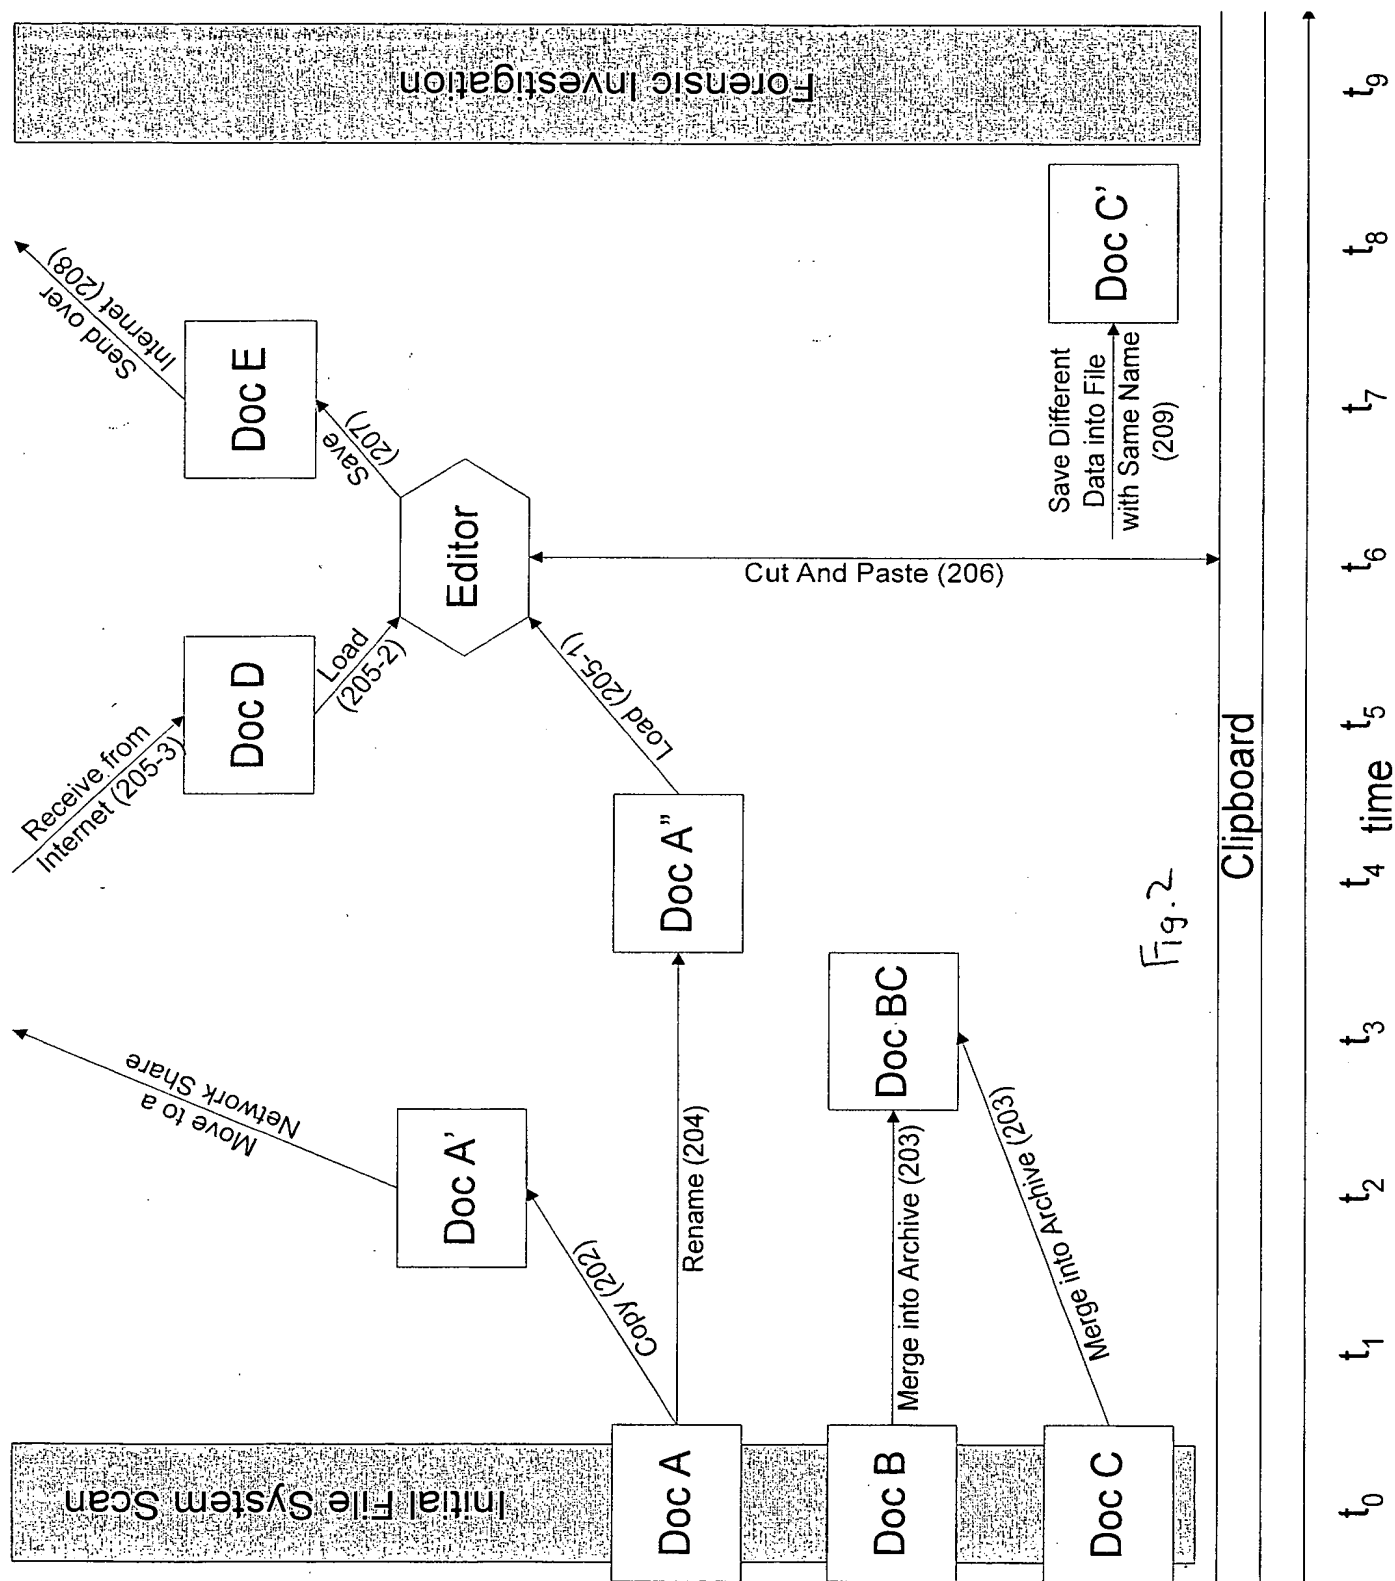 Initial File System Scan
Forensic Investigation
Doc A
Doc B
Doc C
Copy (202)
Doc A'
Move to a
Network Share
Rename (204)
Doc A"
Merge into Archive (203)
Merge into Archive (203)
Doc BC
Receive from
Internet (205-3)
Doc D
Load
(205-2)
Load (205-1)
Editor
Cut And Paste (206)
Save
(207)
Doc E
Send over
Internet (208)
Save Different
Data into File
with Same Name
(209)
Doc C'
Clipboard
t0
t1
t2
t3
t4
t5
t6
t7
t8
t9
time
Fig.2